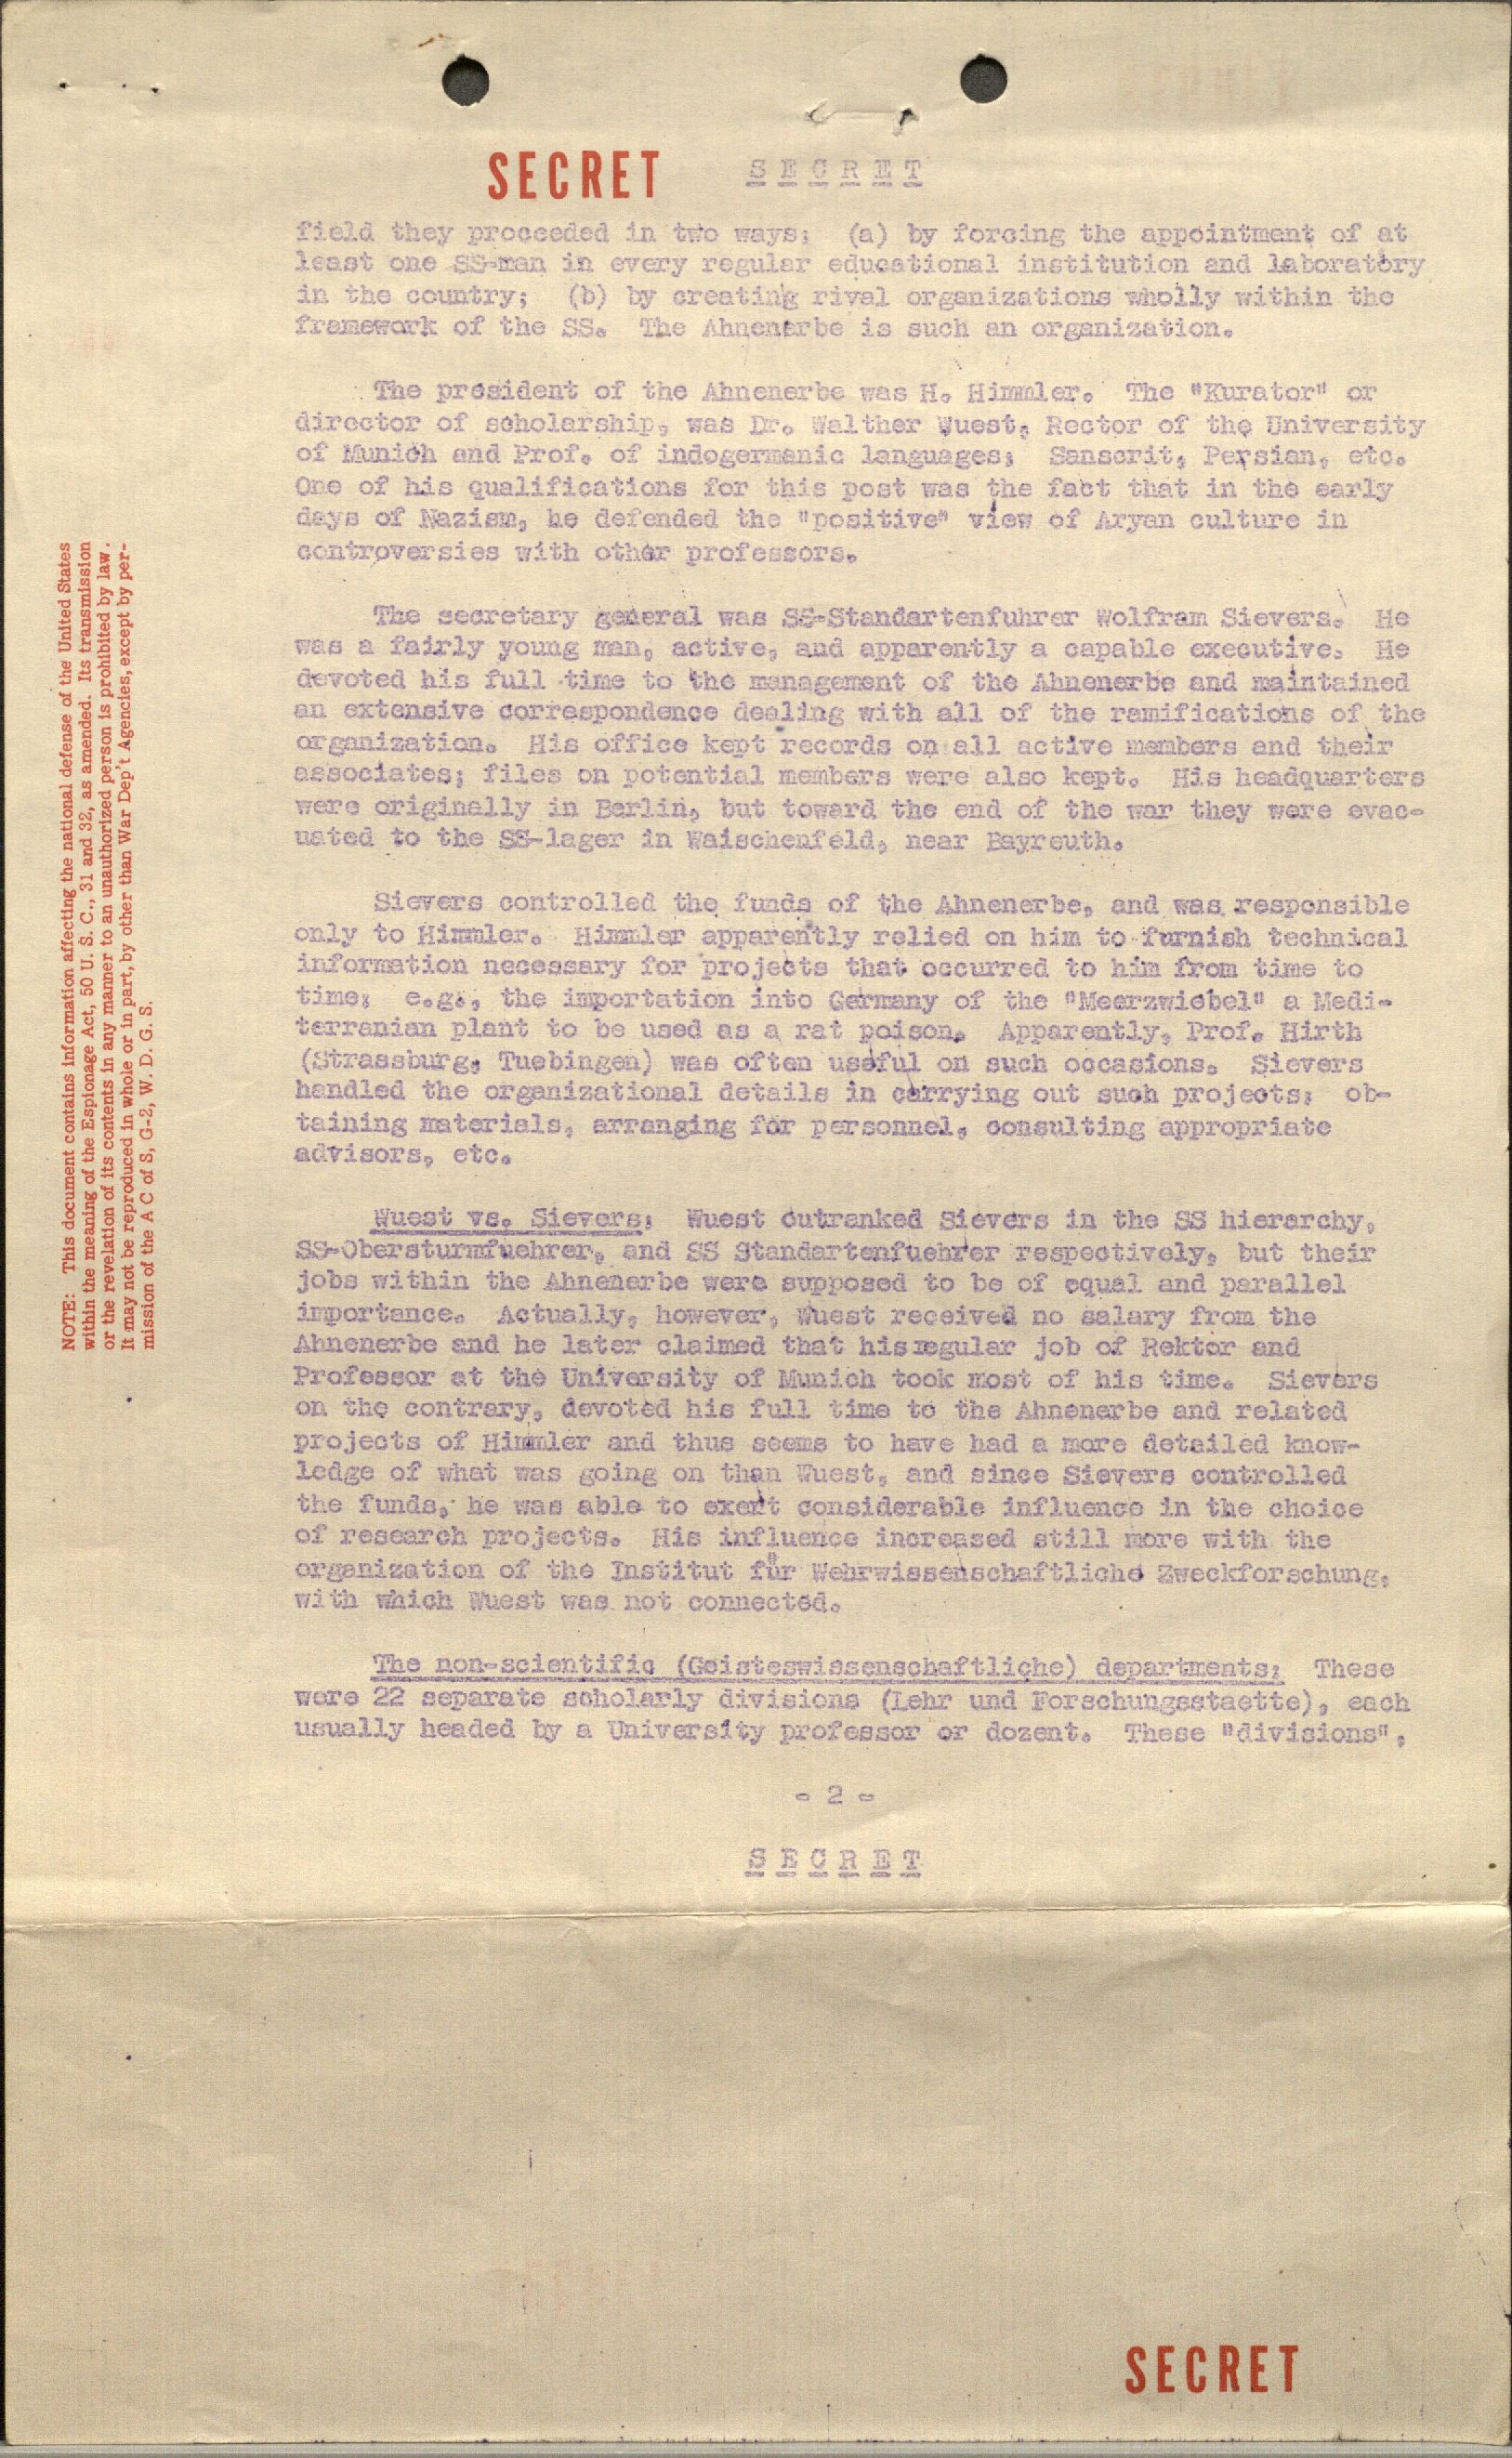 SECRET S E C R E T
field they proceeded in two ways: (a) by forcing the appointment of at
least one SS-man in every regular educational institution and laboratory
in the country; (b) by creating rival organizations wholly within the
framework of the SS. The Ahnenerbe is such an organization.
The president of the Ahnenerbe was H. Himmler. The "Kurator" or
director of scholarship, was Dr. Walther Wuest, Rector of the University
of Munich and Prof. of indogermanic languages; Sanscrit, Persian, etc.
One of his qualifications for this post was the fact that in the early
days of Nazism, he defended the "positive" view of Aryan culture in
controversies with other professors.
The secretary general was SS-Standartenfuhrer Wolfram Sievers. He
was a fairly young man, active, and apparently a capable executive. He
devoted his full time to the management of the Ahnenerbe and maintained
an extensive correspondence dealing with all of the ramifications of the
organization. His office kept records on all active members and their
associates; files on potential members were also kept. His headquarters
were originally in Berlin, but toward the end of the war they were evac-
uated to the SS-lager in Waischenfeld, near Bayreuth.
Sievers controlled the funds of the Ahnenerbe, and was responsible
only to Himmler. Himmler apparently relied on him to furnish technical
information necessary for projects that occurred to him from time to
time; e.g., the importation into Germany of the "Meerzwiebel" a Medi-
terranian plant to be used as a rat poison. Apparently, Prof. Hirth
(Strassburg, Tuebingen) was often useful on such occasions. Sievers
handled the organizational details in carrying out such projects; ob-
taining materials, arranging for personnel, consulting appropriate
advisors, etc.
Wuest vs. Sievers: Wuest outranked Sievers in the SS hierarchy,
SS-Obersturmfuehrer, and SS Standartenfuehrer respectively, but their
jobs within the Ahnenerbe were supposed to be of equal and parallel
importance. Actually, however, Wuest received no salary from the
Ahnenerbe and he later claimed that his regular job of Rektor and
Professor at the University of Munich took most of his time. Sievers
on the contrary, devoted his full time to the Ahnenerbe and related
projects of Himmler and thus seems to have had a more detailed know-
ledge of what was going on than Wuest, and since Sievers controlled
the funds, he was able to exert considerable influence in the choice
of research projects. His influence increased still more with the
organization of the Institut für Wehrwissenschaftliche Zweckforschung,
with which Wuest was not connected.
The non-scientific (Geisteswissenschaftliche) departments: These
were 22 separate scholarly divisions (Lehr und Forschungsstaette), each
usually headed by a University professor or dozent. These "divisions",
- 2 -
S E C R E T
SECRET
NOTE: This document contains information affecting the national defense of the United States
within the meaning of the Espionage Act, 50 U. S. C., 31 and 32, as amended. Its transmission
or the revelation of its contents in any manner to an unauthorized person is prohibited by law.
It may not be reproduced in whole or in part, by other than War Dep't Agencies, except by per-
mission of the A C of S, G-2, W. D. G. S.